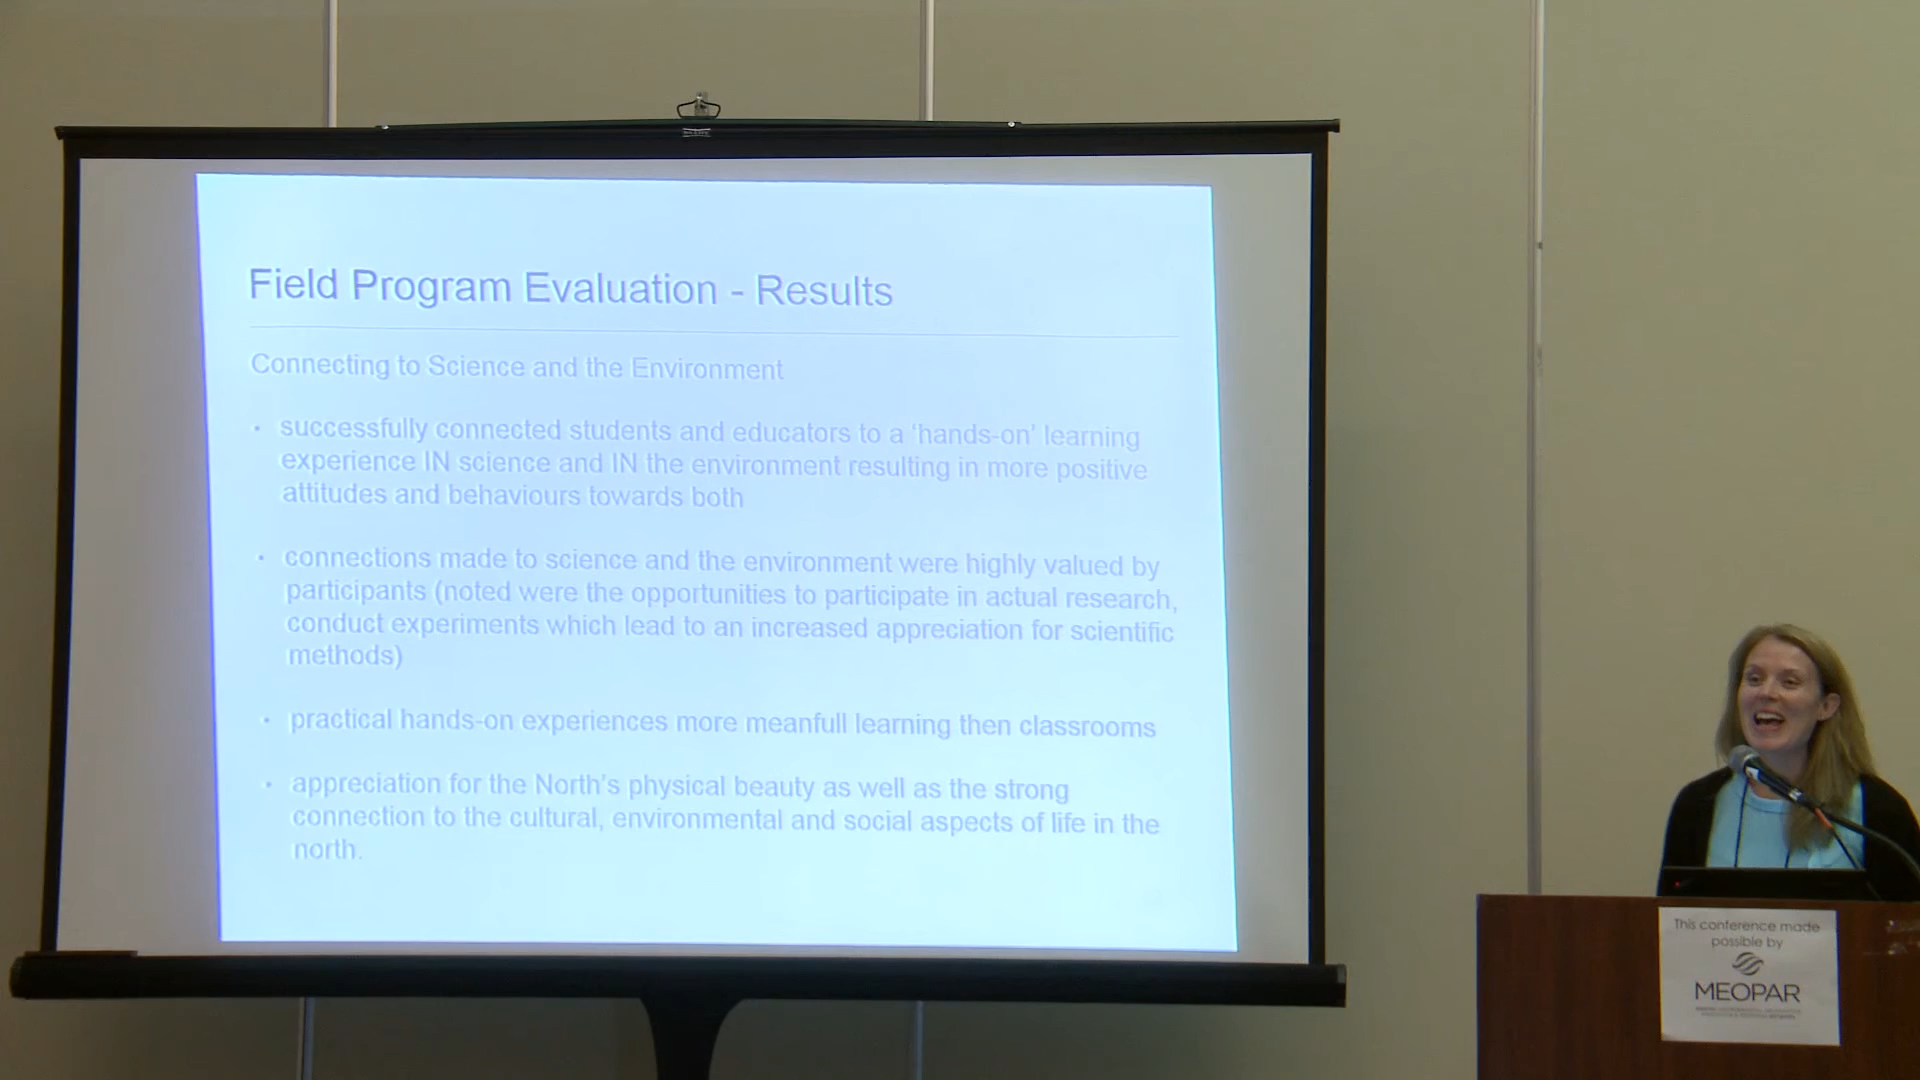 Field Program Evaluation - Results
Connecting to Science and the Environment
• successfully connected students and educators to a ‘hands-on’ learning
experience IN science and IN the environment resulting in more positive
attitudes and behaviours towards both
• connections made to science and the environment were highly valued by
participants (noted were the opportunities to participate in actual research,
conduct experiments which lead to an increased appreciation for scientific
methods)
• practical hands-on experiences more meanfull learning then classrooms
• appreciation for the North’s physical beauty as well as the strong
connection to the cultural, environmental and social aspects of life in the
north.
This conference made
possible by
MEOPAR